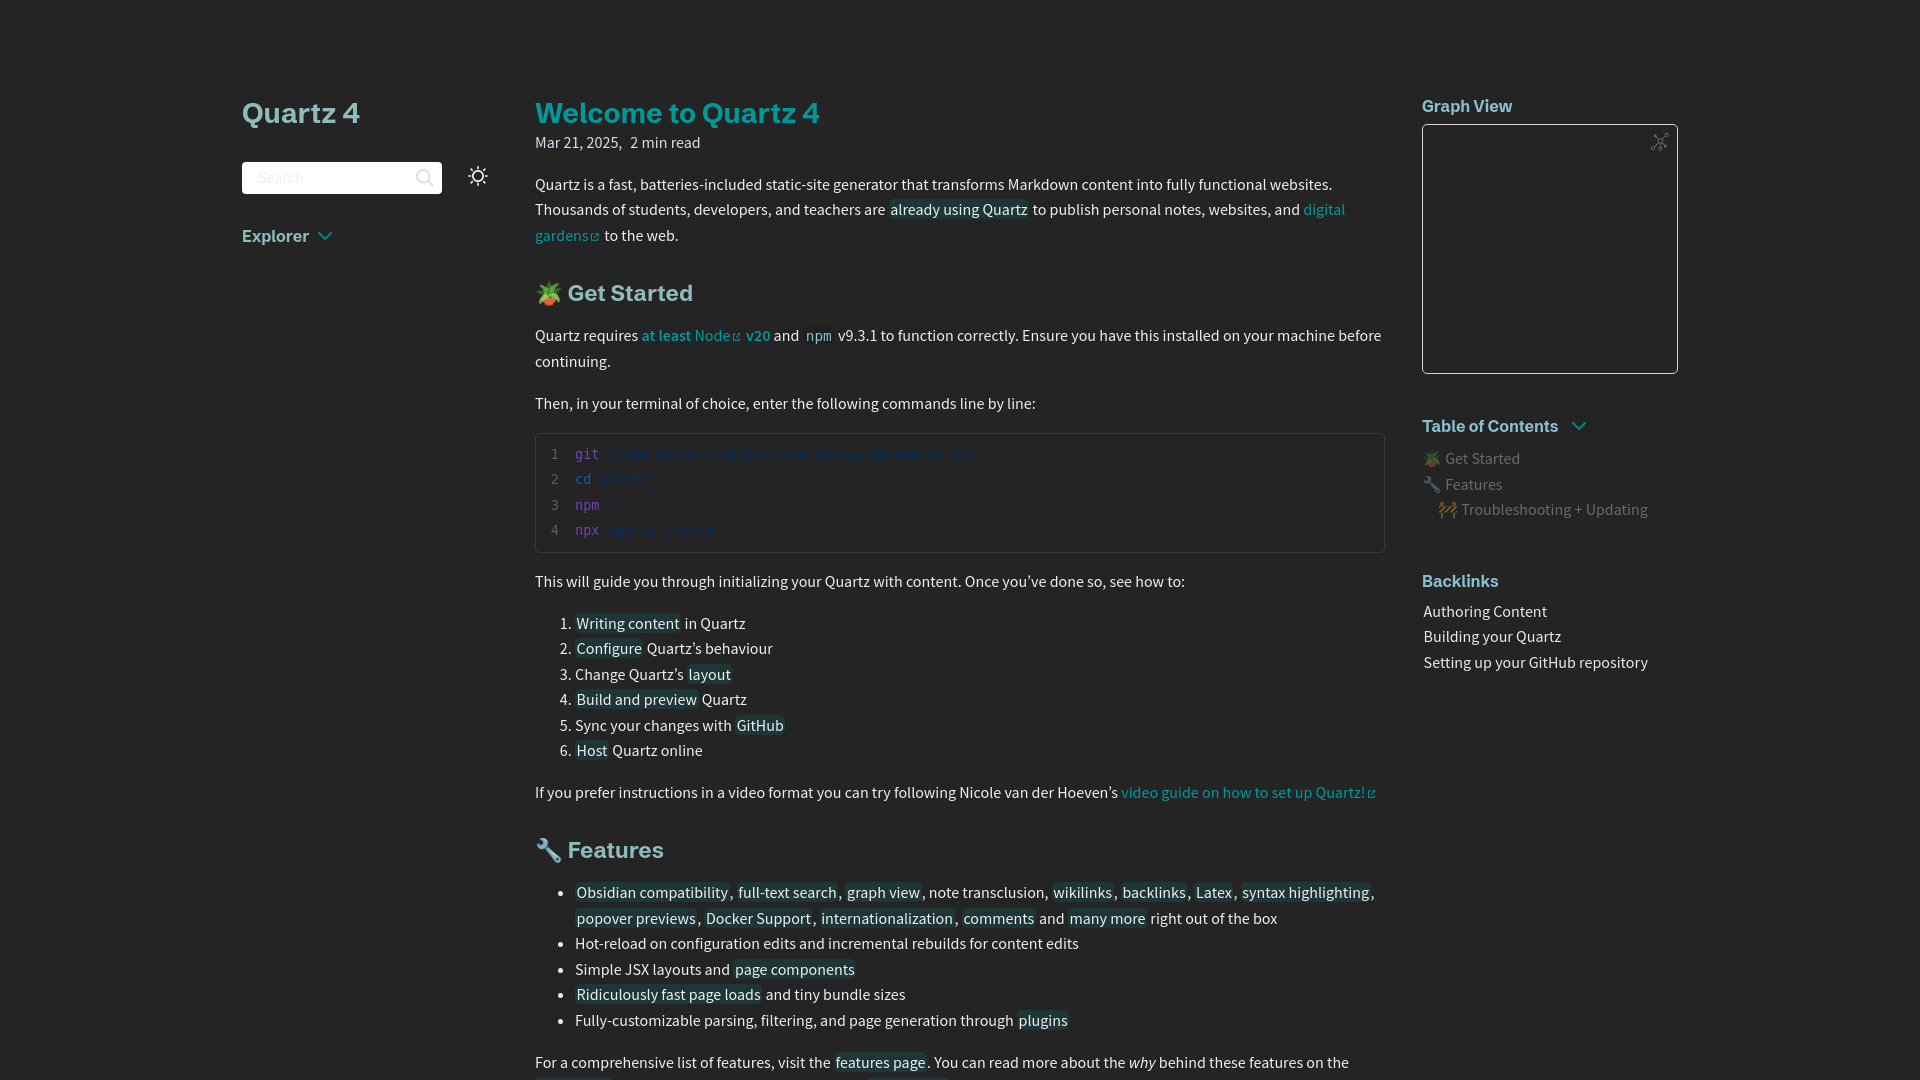 Quartz 4
Search
Explorer
Welcome to Quartz 4
Mar 21, 2025, 2 min read
Quartz is a fast, batteries-included static-site generator that transforms Markdown content into fully functional websites.
Thousands of students, developers, and teachers are already using Quartz to publish personal notes, websites, and digital
gardens to the web.
🪴 Get Started
Quartz requires at least Node v20 and npm v9.3.1 to function correctly. Ensure you have this installed on your machine before
continuing.
Then, in your terminal of choice, enter the following commands line by line:
1 git
2 cd
3 npm
4 npx
This will guide you through initializing your Quartz with content. Once you’ve done so, see how to:
1. Writing content in Quartz
2. Configure Quartz’s behaviour
3. Change Quartz’s layout
4. Build and preview Quartz
5. Sync your changes with GitHub
6. Host Quartz online
If you prefer instructions in a video format you can try following Nicole van der Hoeven’s video guide on how to set up Quartz!
🔧 Features
• Obsidian compatibility, full-text search, graph view, note transclusion, wikilinks, backlinks, Latex, syntax highlighting,
popover previews, Docker Support, internationalization, comments and many more right out of the box
• Hot-reload on configuration edits and incremental rebuilds for content edits
• Simple JSX layouts and page components
• Ridiculously fast page loads and tiny bundle sizes
• Fully-customizable parsing, filtering, and page generation through plugins
For a comprehensive list of features, visit the features page. You can read more about the why behind these features on the
Graph View
Table of Contents
🪴 Get Started
🔧 Features
🚧 Troubleshooting + Updating
Backlinks
Authoring Content
Building your Quartz
Setting up your GitHub repository